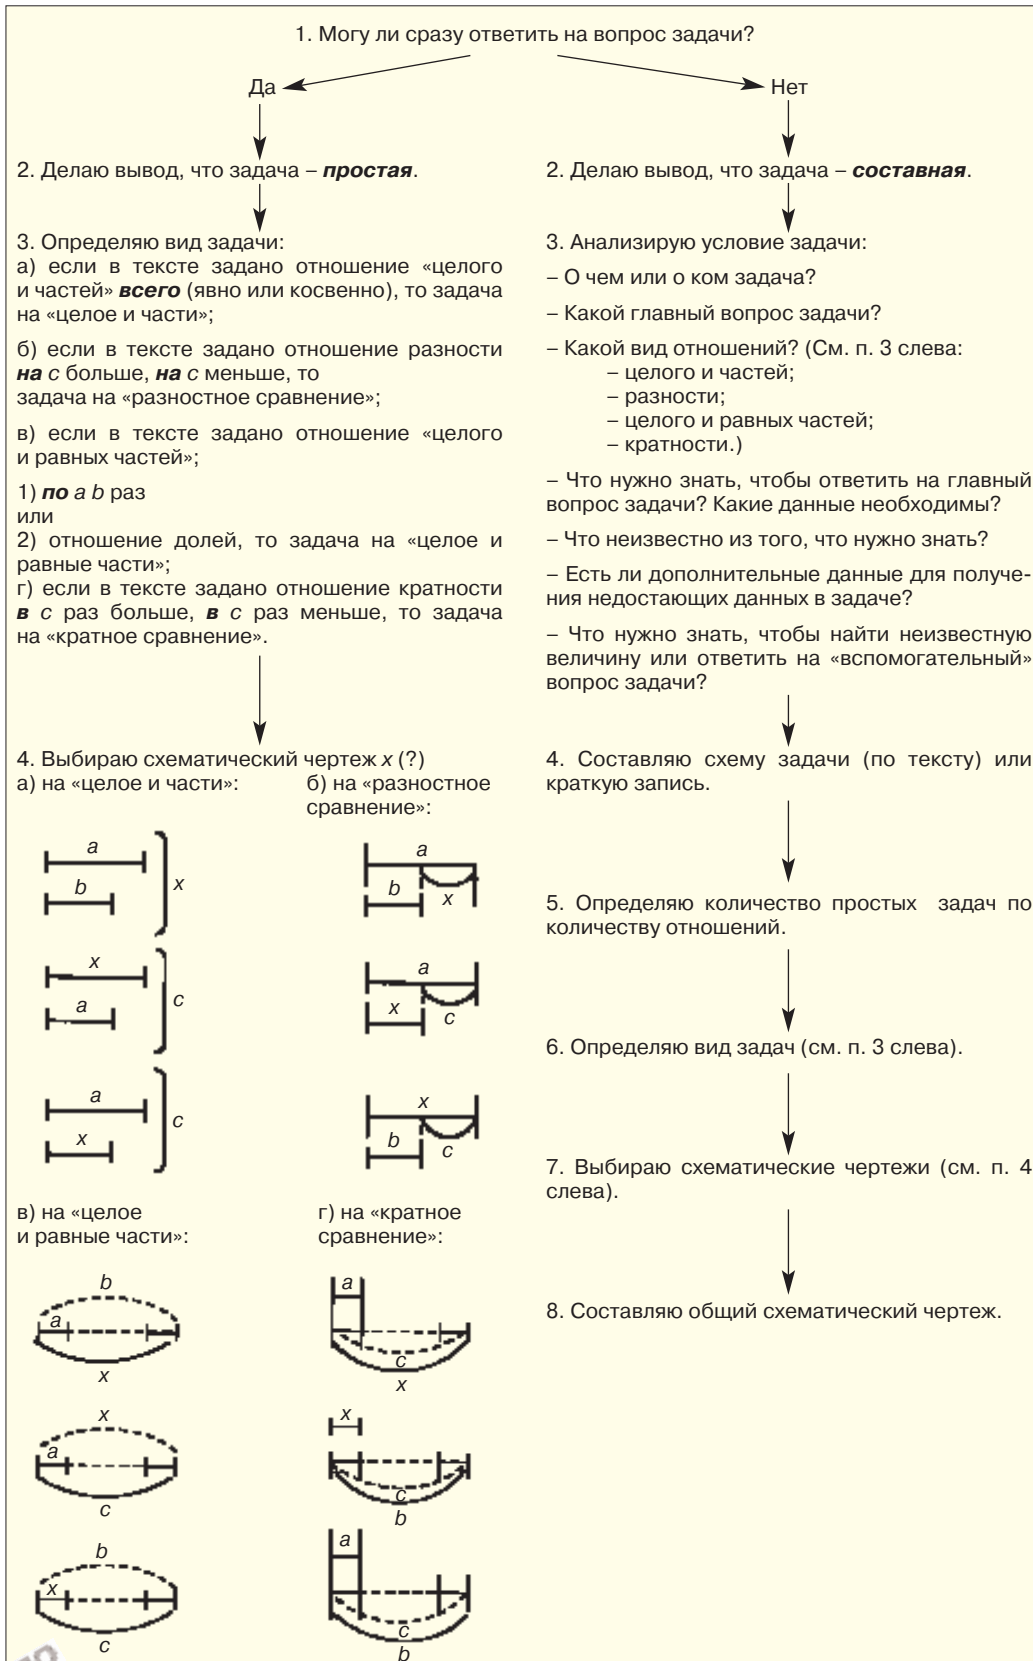 1. Могу ли сразу ответить на вопрос задачи?
Да
Нет
2. Делаю вывод, что задача – простая.
3. Определяю вид задачи:
а) если в тексте задано отношение «целого
и частей» всего (явно или косвенно), то задача
на «целое и части»;
б) если в тексте задано отношение разности
на с больше, на с меньше, то
задача на «разностное сравнение»;
в) если в тексте задано отношение «целого
и равных частей»;
1) по a b раз
или
2) отношение долей, то задача на «целое и
равные части»;
г) если в тексте задано отношение кратности
в с раз больше, в с раз меньше, то задача
на «кратное сравнение».
4. Выбираю схематический чертеж x (?)
а) на «целое и части»:
б) на «разностное
сравнение»:
a
b
x
x
a
c
a
x
c
a
b
x
a
x
c
x
b
c
в) на «целое
и равные части»:
г) на «кратное
сравнение»:
b
a
x
x
a
c
b
x
c
a
c
x
x
c
b
a
c
b
2. Делаю вывод, что задача – составная.
3. Анализирую условие задачи:
– О чем или о ком задача?
– Какой главный вопрос задачи?
– Какой вид отношений? (См. п. 3 слева:
– целого и частей;
– разности;
– целого и равных частей;
– кратности.)
– Что нужно знать, чтобы ответить на главный
вопрос задачи? Какие данные необходимы?
– Что неизвестно из того, что нужно знать?
– Есть ли дополнительные данные для получе-
ния недостающих данных в задаче?
– Что нужно знать, чтобы найти неизвестную
величину или ответить на «вспомогательный»
вопрос задачи?
4. Составляю схему задачи (по тексту) или
краткую запись.
5. Определяю количество простых задач по
количеству отношений.
6. Определяю вид задач (см. п. 3 слева).
7. Выбираю схематические чертежи (см. п. 4
слева).
8. Составляю общий схематический чертеж.